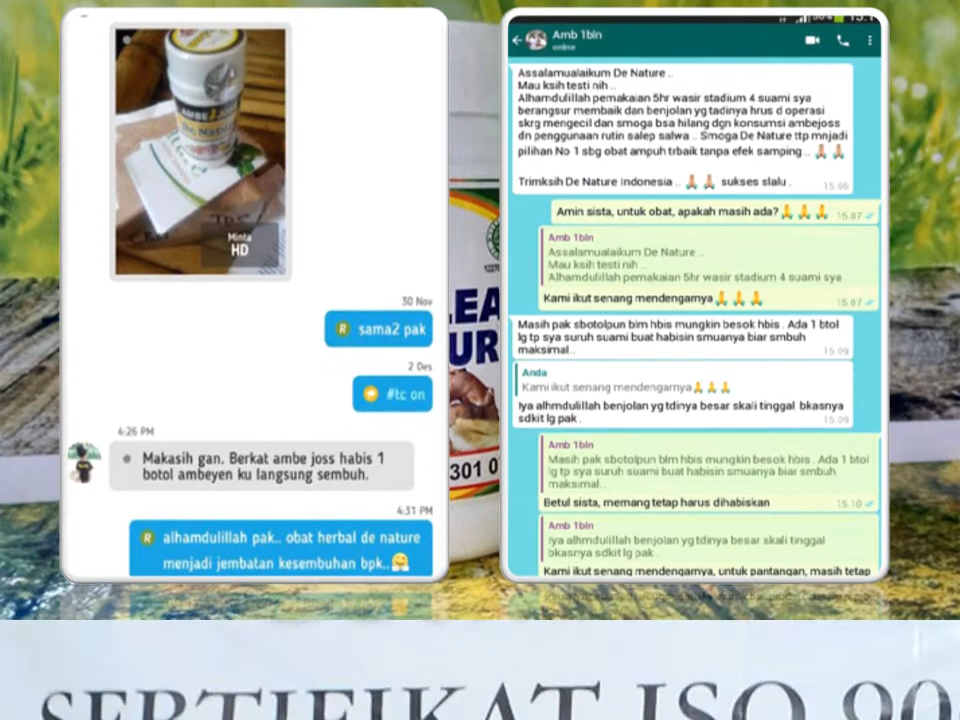 AMBE
De Nature
Minta
HD
30 Nov
R sama2 pak
2 Des
#tc on
4:26 PM
Makasih gan. Berkat ambe joss habis 1
botol ambeyen ku langsung sembuh.
4:31 PM
R alhamdulillah pak.. obat herbal de nature
menjadi jembatan kesembuhan bpk..🤗
LEA
UR
301 0
Amb 1bln
online
Assalamualaikum De Nature ..
Mau ksih testi nih ..
Alhamdulillah pemakaian 5hr wasir stadium 4 suami sya
berangsur membaik dan benjolan yg tadinya hrus d operasi
skrg mengecil dan smoga bsa hilang dgn konsumsi ambejoss
dn penggunaan rutin salep salwa .. Smoga De Nature ttp mnjadi
pilihan No 1 sbg obat ampuh trbaik tanpa efek samping .. 🙏🙏
Trimksih De Nature Indonesia .. 🙏🙏 sukses slalu .
15.06
Amin sista, untuk obat, apakah masih ada?🙏🙏🙏 15.07
Amb 1bln
Assalamualaikum De Nature ..
Mau ksih testi nih ..
Alhamdulillah pemakaian 5hr wasir stadium 4 suami sya
Kami ikut senang mendengarnya🙏🙏🙏 15.07
Masih pak sbotolpun blm hbis mungkin besok hbis . Ada 1 btol
lg tp sya suruh suami buat habisin smuanya biar smbuh
maksimal.. 15.09
Anda
Kami ikut senang mendengarnya🙏🙏🙏
Iya alhmdulillah benjolan yg tdinya besar skali tinggal bkasnya
sdkit lg pak . 15.09
Amb 1bln
Masih pak sbotolpun blm hbis mungkin besok hbis . Ada 1 btol
lg tp sya suruh suami buat habisin smuanya biar smbuh
maksimal..
Betul sista, memang tetap harus dihabiskan 15.10
Amb 1bln
Iya alhmdulillah benjolan yg tdinya besar skali tinggal
bkasnya sdkit lg pak .
Kami ikut senang mendengarnya, untuk pantangan, masih tetap
SERTIFIKAT ISO 900